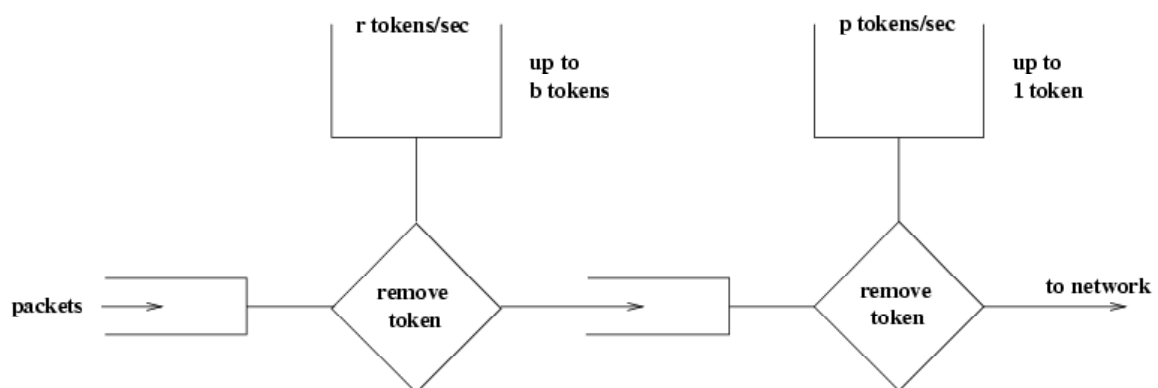 r tokens/sec
up to
b tokens
p tokens/sec
up to
1 token
packets
remove
token
remove
token
to network